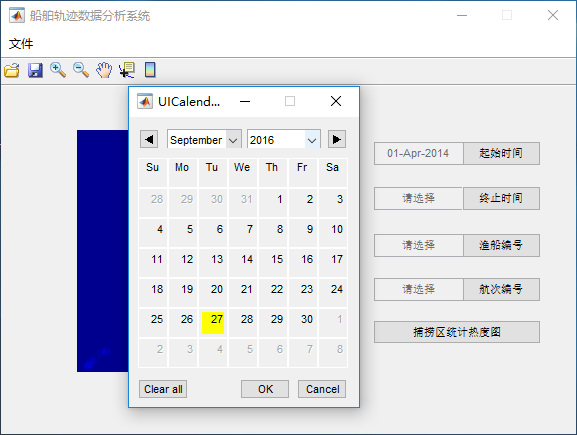 船舶轨迹数据分析系统
文件
UICalend...
September 2016
Su Mo Tu We Th Fr Sa
28 29 30 31 1 2 3
4 5 6 7 8 9 10
11 12 13 14 15 16 17
18 19 20 21 22 23 24
25 26 27 28 29 30 1
2 3 4 5 6 7 8
Clear all OK Cancel
01-Apr-2014 起始时间
请选择 终止时间
请选择 渔船编号
请选择 航次编号
捕捞区统计热度图